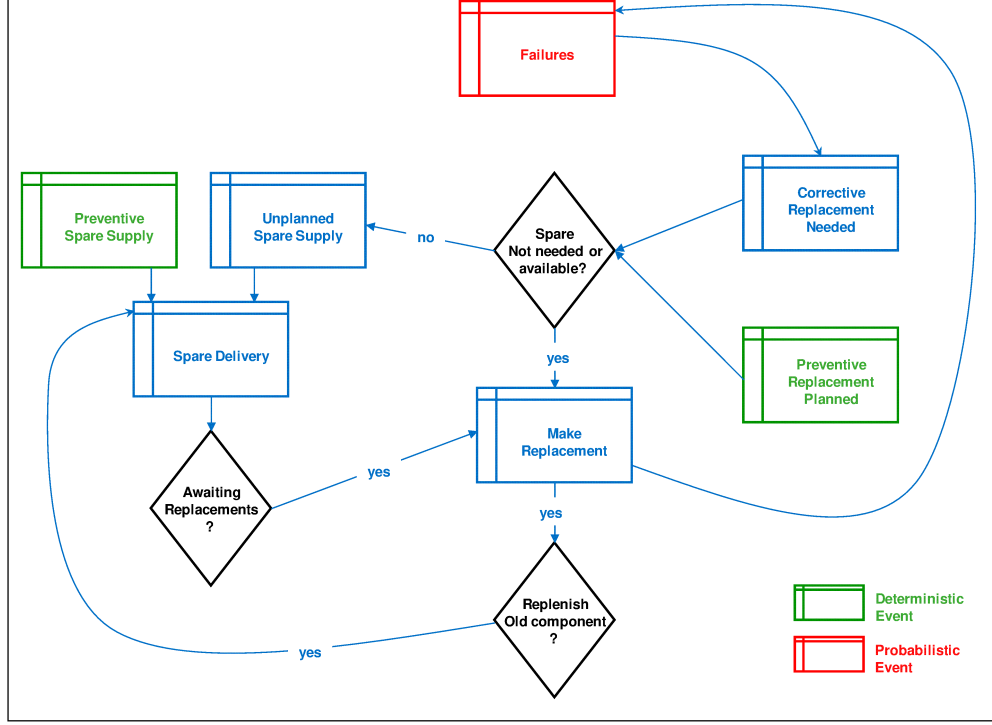 Failures
Preventive
Spare Supply
Unplanned
Spare Supply
no
Spare
Not needed or
available?
Corrective
Replacement
Needed
Spare Delivery
yes
Preventive
Replacement
Planned
Make
Replacement
yes
Awaiting
Replacements
?
yes
Replenish
Old component
?
yes
Deterministic
Event
Probabilistic
Event